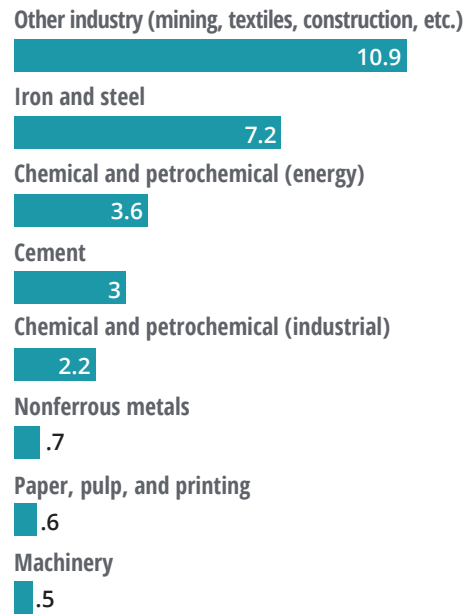 Other industry (mining, textiles, construction, etc.)
10.9
Iron and steel
7.2
Chemical and petrochemical (energy)
3.6
Cement
3
Chemical and petrochemical (industrial)
2.2
Nonferrous metals
.7
Paper, pulp, and printing
.6
Machinery
.5